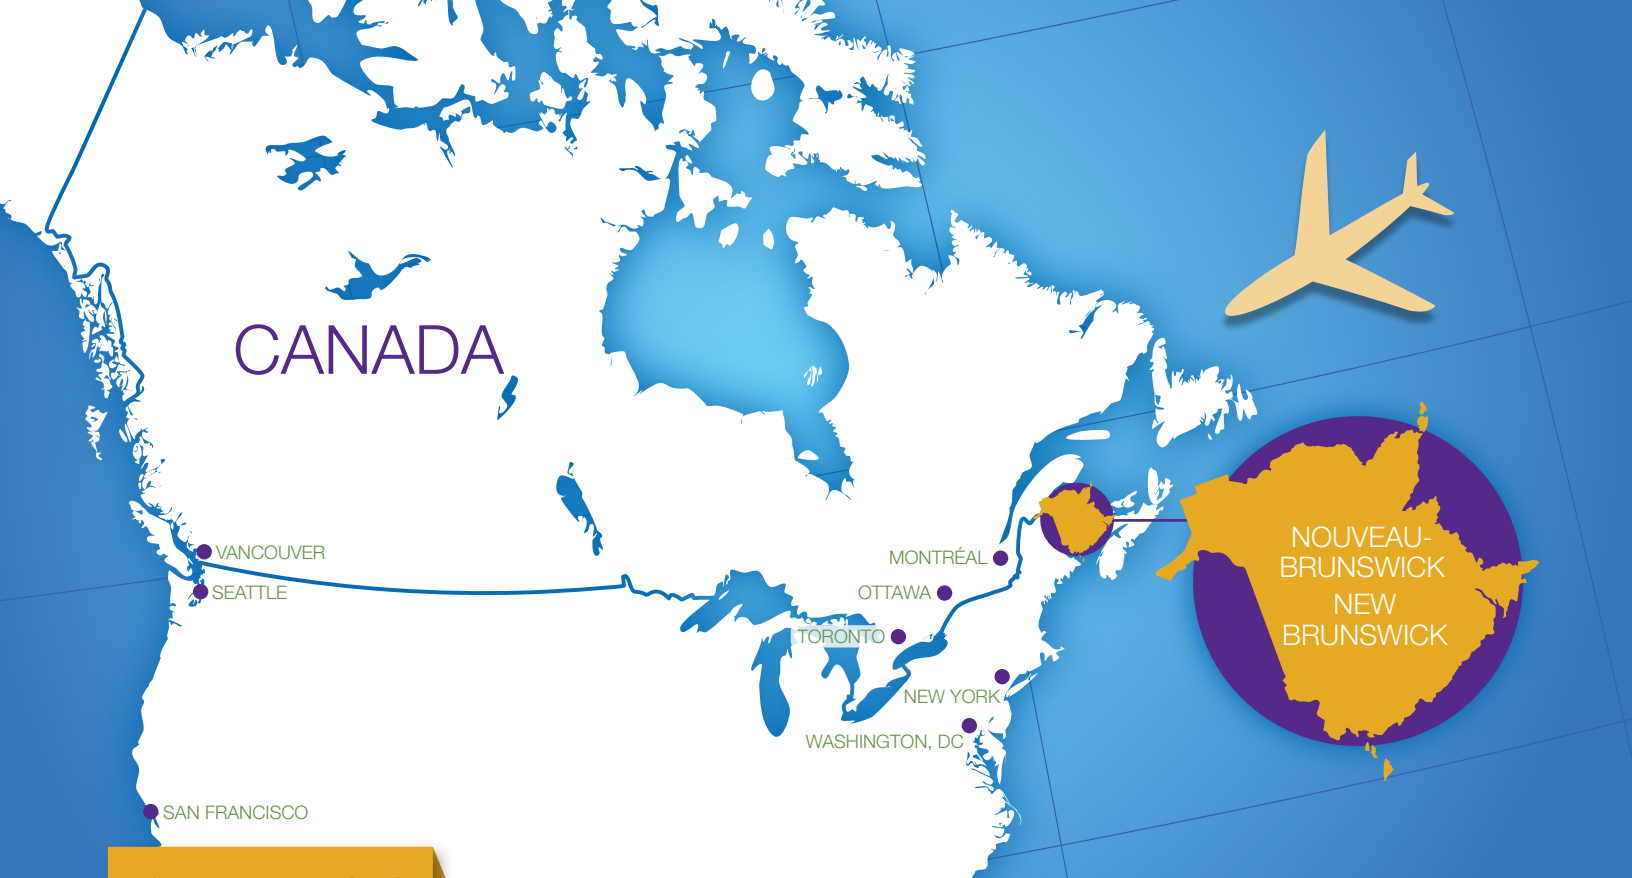 CANADA
VANCOUVER
SEATTLE
MONTRÉAL
OTTAWA
TORONTO
NEW YORK
WASHINGTON, DC
SAN FRANCISCO
NOUVEAU-
BRUNSWICK
NEW
BRUNSWICK